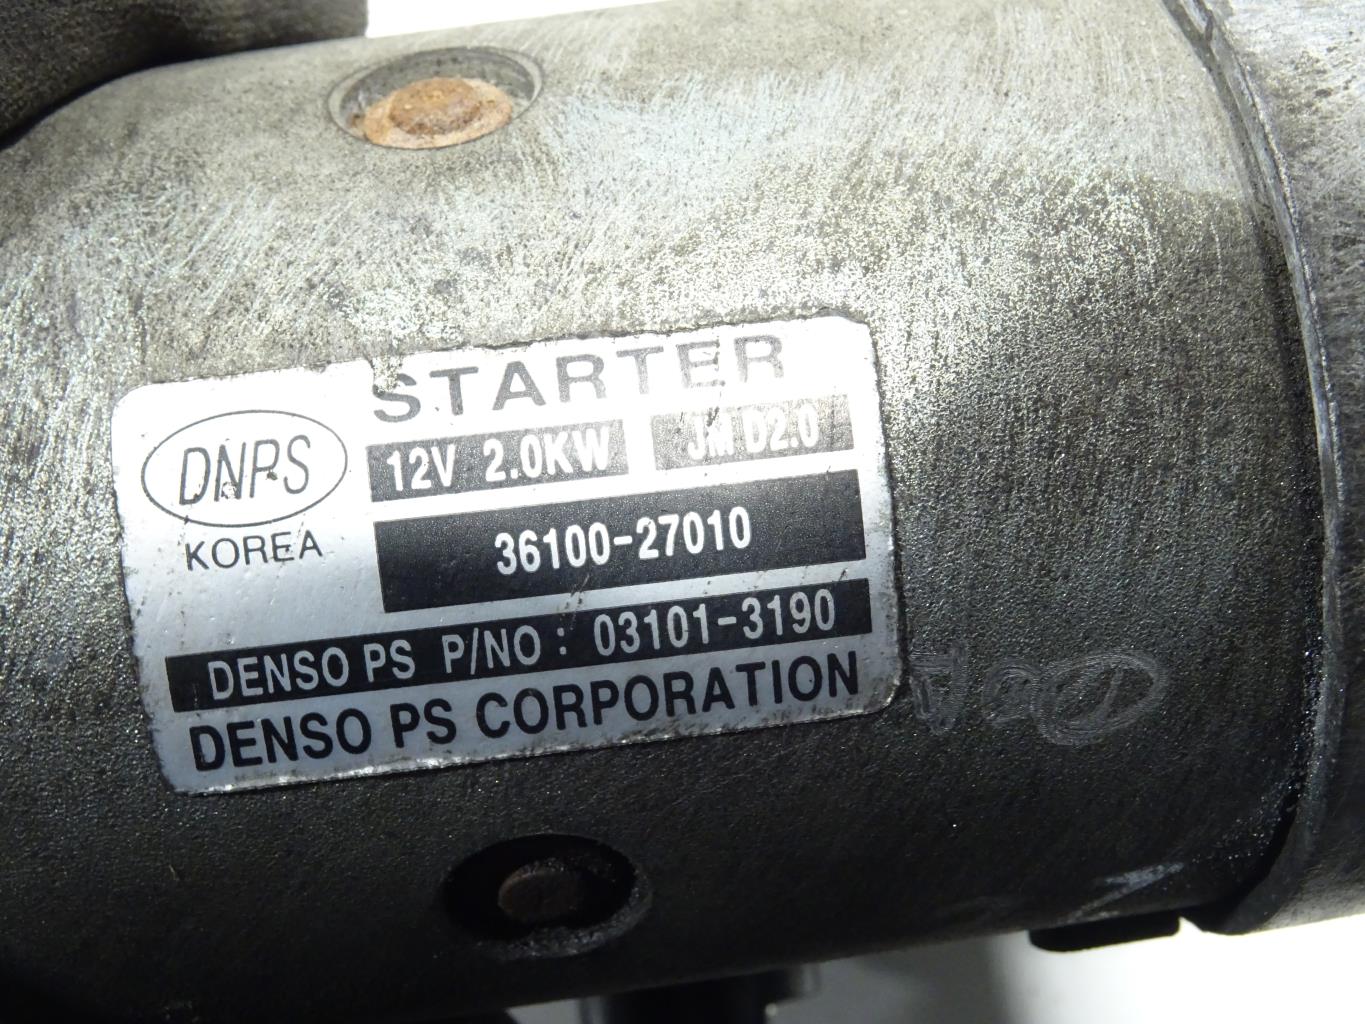 STARTER
12V 2.0KW JM D2.0
DNPS
KOREA
36100-27010
DENSO PS P/NO : 03101-3190
DENSO PS CORPORATION